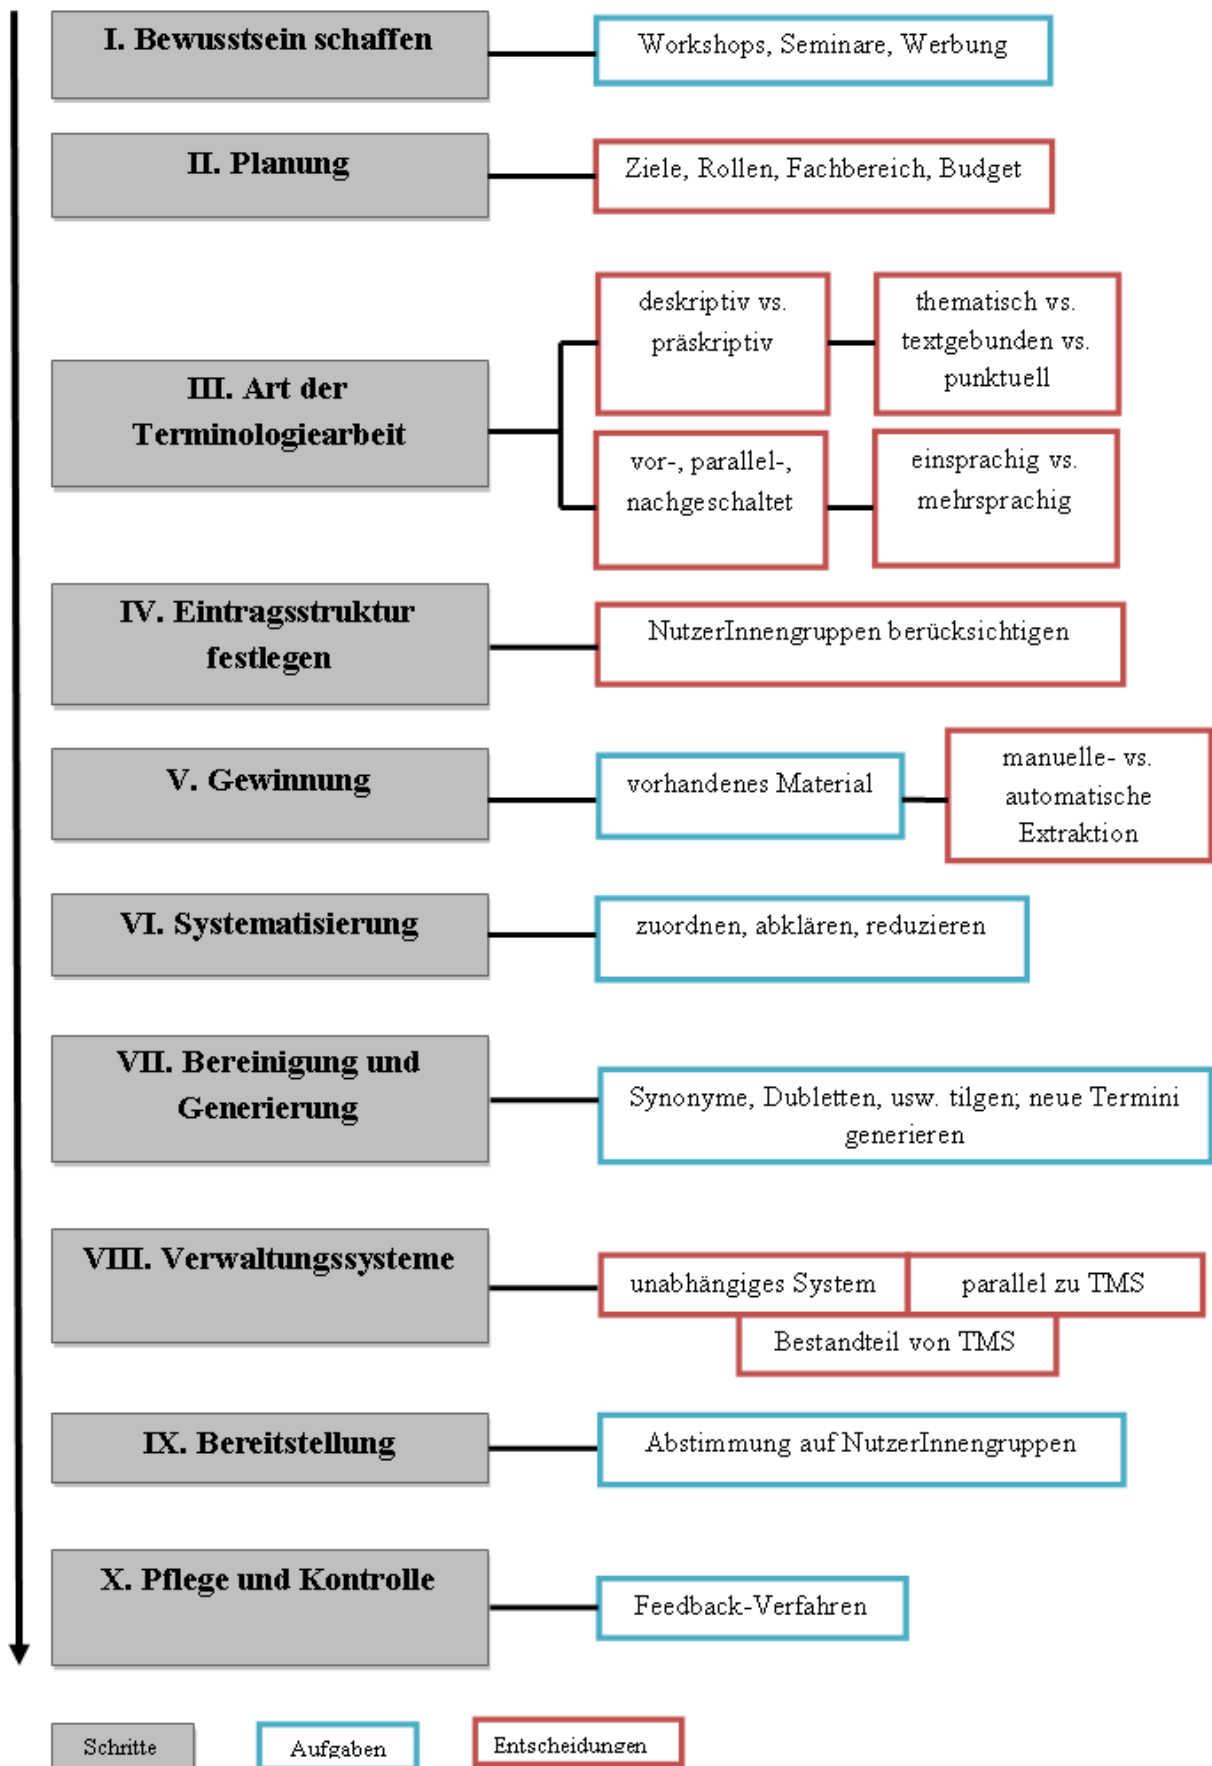 I. Bewusstsein schaffen
Workshops, Seminare, Werbung
II. Planung
Ziele, Rollen, Fachbereich, Budget
III. Art der
Terminologiearbeit
deskriptiv vs.
präskriptiv
thematisch vs.
textgebunden vs.
punktuell
vor-, parallel-,
nachgeschaltet
einsprachig vs.
mehrsprachig
IV. Eintragsstruktur
festlegen
NutzerInnengruppen berücksichtigen
V. Gewinnung
vorhandenes Material
manuelle- vs.
automatische
Extraktion
VI. Systematisierung
zuordnen, abklären, reduzieren
VII. Bereinigung und
Generierung
Synonyme, Dubletten, usw. tilgen; neue Termini
generieren
VIII. Verwaltungssysteme
unabhängiges System
parallel zu TMS
Bestandteil von TMS
IX. Bereitstellung
Abstimmung auf NutzerInnengruppen
X. Pflege und Kontrolle
Feedback-Verfahren
Schritte
Aufgaben
Entscheidungen